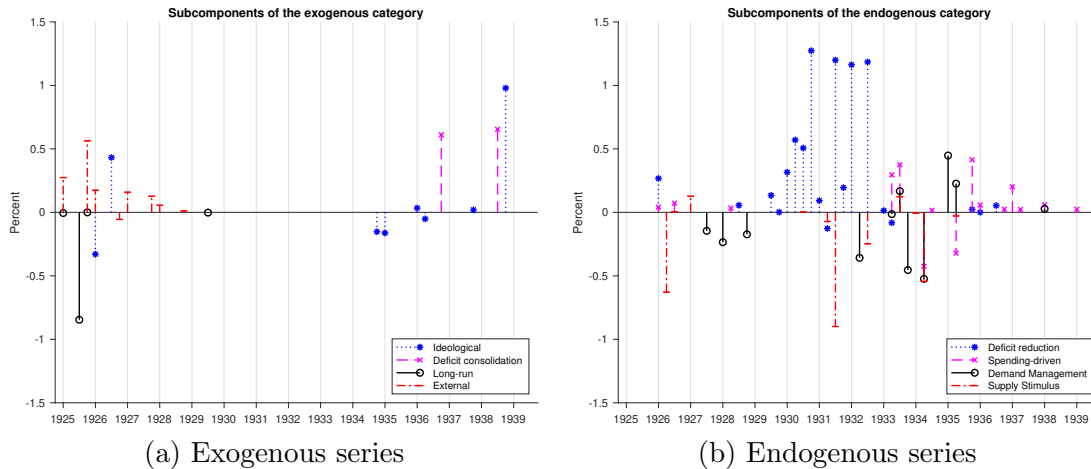 Subcomponents of the exogenous category
1.5
1
0.5
0
-0.5
-1
-1.5
Percent
Ideological
Deficit consolidation
Long-run
External
1925 1926 1927 1928 1929 1930 1931 1932 1933 1934 1935 1936 1937 1938 1939
(a) Exogenous series
Subcomponents of the endogenous category
1.5
1
0.5
0
-0.5
-1
-1.5
Percent
Deficit reduction
Spending-driven
Demand Management
Supply Stimulus
1925 1926 1927 1928 1929 1930 1931 1932 1933 1934 1935 1936 1937 1938 1939
(b) Endogenous series